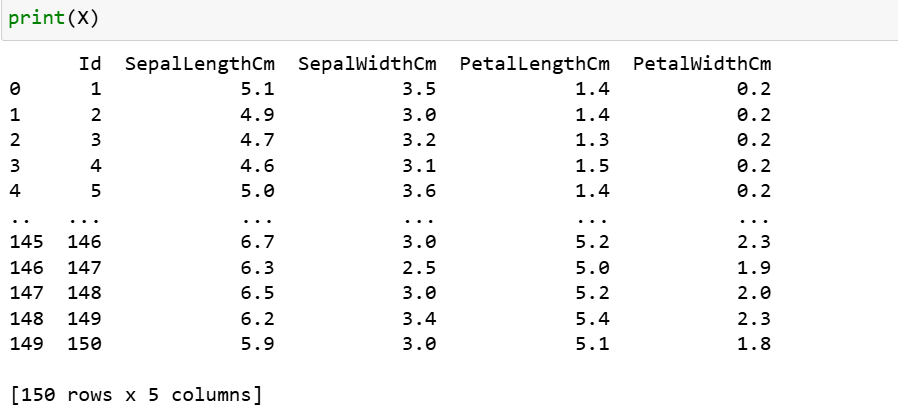 print(X)
Id SepalLengthCm SepalWidthCm PetalLengthCm PetalWidthCm
0 1 5.1 3.5 1.4 0.2
1 2 4.9 3.0 1.4 0.2
2 3 4.7 3.2 1.3 0.2
3 4 4.6 3.1 1.5 0.2
4 5 5.0 3.6 1.4 0.2
.. ... ... ... ... ...
145 146 6.7 3.0 5.2 2.3
146 147 6.3 2.5 5.0 1.9
147 148 6.5 3.0 5.2 2.0
148 149 6.2 3.4 5.4 2.3
149 150 5.9 3.0 5.1 1.8
[150 rows x 5 columns]